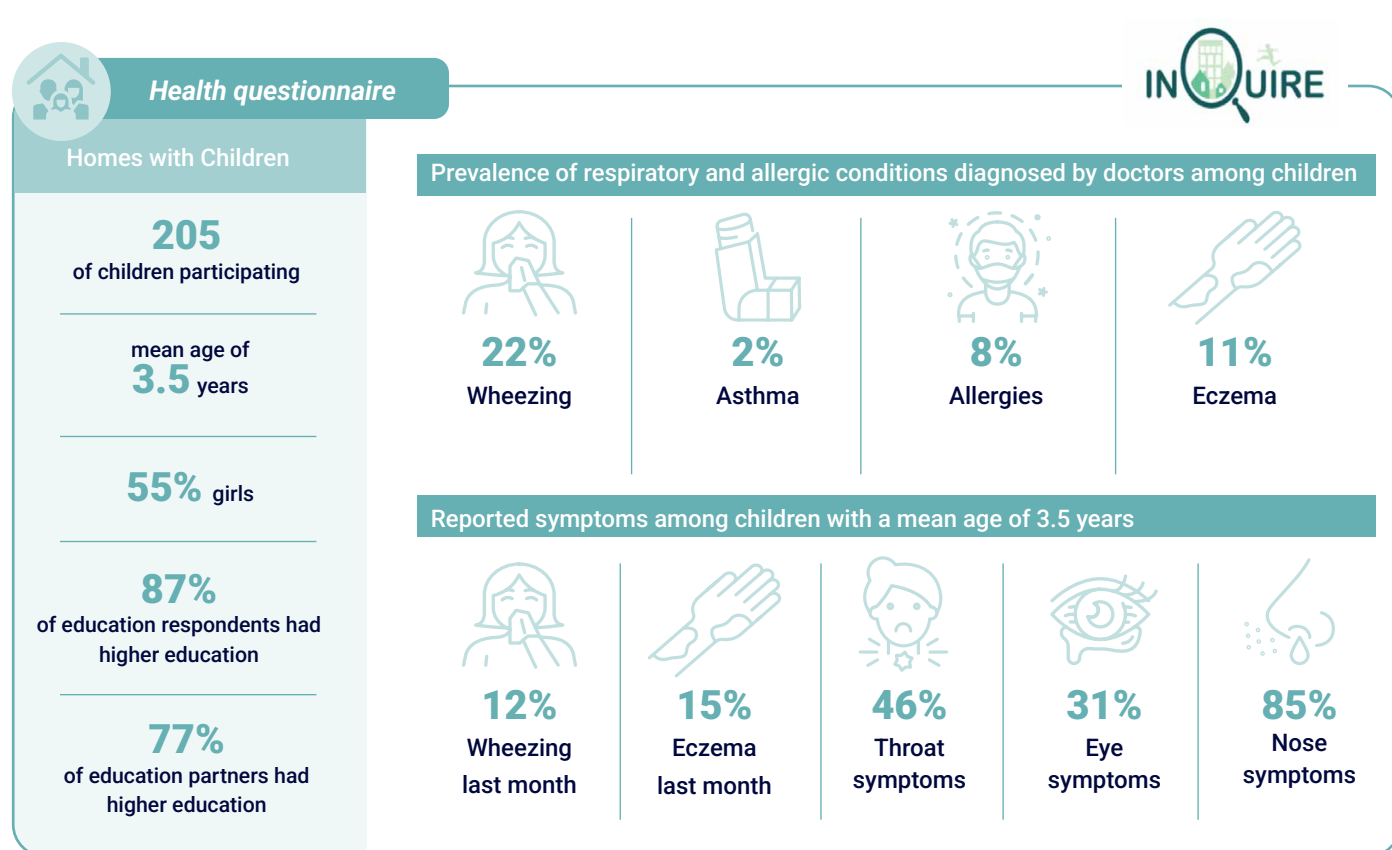 Health questionnaire
INQUIRE
Homes with Children
205
of children participating
mean age of
3.5 years
55% girls
87%
of education respondents had
higher education
77%
of education partners had
higher education
Prevalence of respiratory and allergic conditions diagnosed by doctors among children
22%
Wheezing
2%
Asthma
8%
Allergies
11%
Eczema
Reported symptoms among children with a mean age of 3.5 years
12%
Wheezing
last month
15%
Eczema
last month
46%
Throat
symptoms
31%
Eye
symptoms
85%
Nose
symptoms